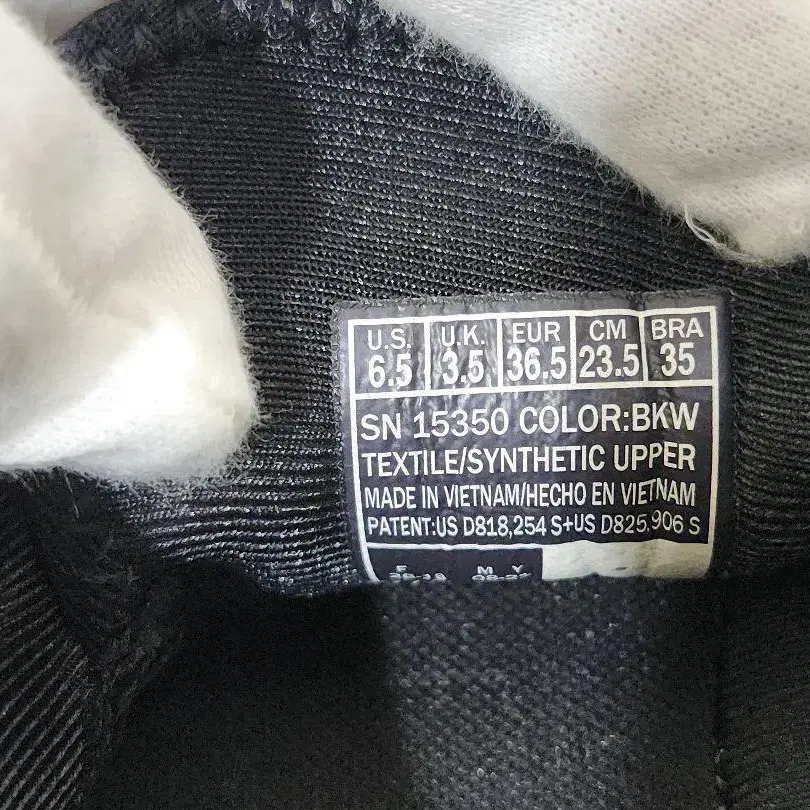 U.S. U.K. EUR CM BRA
6.5 3.5 36.5 23.5 35
SN 15350 COLOR:BKW
TEXTILE/SYNTHETIC UPPER
MADE IN VIETNAM/HECHO EN VIETNAM
PATENT:US D818,254 S+US D825,906 S
F M Y